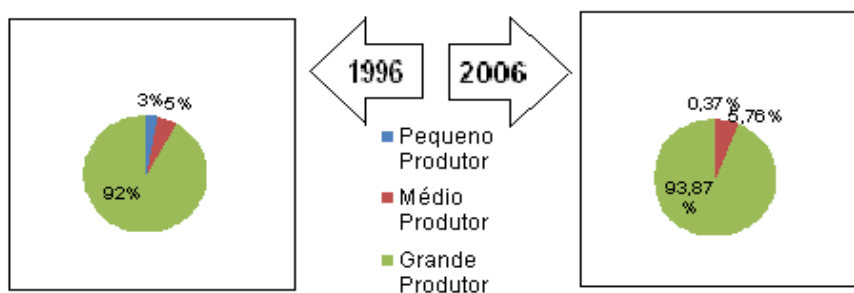 3%
5%
92%
1996
2006
Pequeno
Produtor
Médio
Produtor
Grande
Produtor
0,37%
5,76%
93,87
%